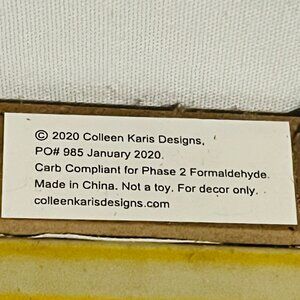 © 2020 Colleen Karis Designs,
PO# 985 January 2020.
Carb Compliant for Phase 2 Formaldehyde.
Made in China. Not a toy. For decor only.
colleenkarisdesigns.com